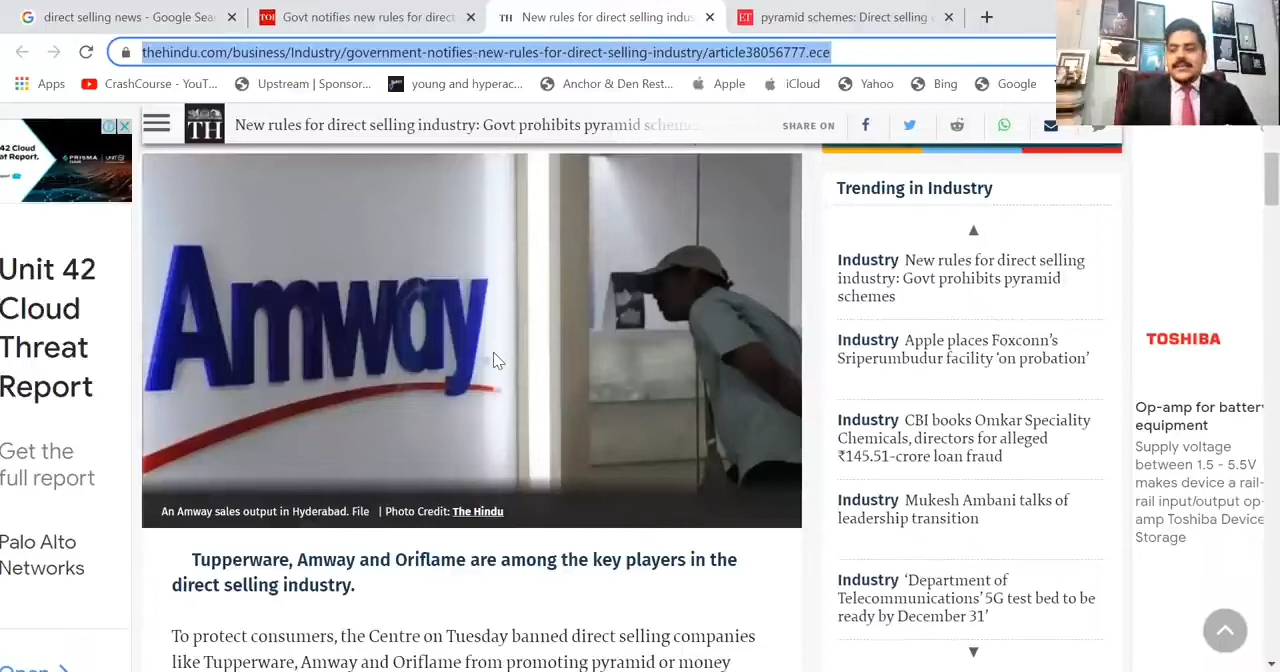 direct selling news - Google Sea
Govt notifies new rules for direct
New rules for direct selling indus
pyramid schemes: Direct selling
thehindu.com/business/Industry/government-notifies-new-rules-for-direct-selling-industry/article38056777.ece
Apps
CrashCourse - YouT...
Upstream | Sponsor...
young and hyperac...
Anchor & Den Rest...
Apple
iCloud
Yahoo
Bing
Google
TH
New rules for direct selling industry: Govt prohibits pyramid schemes
SHARE ON
42 Cloud
at Report.
PRISMA
Unit 42
Cloud
Threat
Report
Get the
full report
Palo Alto
Networks
Open
Amway
An Amway sales output in Hyderabad. File | Photo Credit: The Hindu
Tupperware, Amway and Oriflame are among the key players in the
direct selling industry.
To protect consumers, the Centre on Tuesday banned direct selling companies
like Tupperware, Amway and Oriflame from promoting pyramid or money
Trending in Industry
Industry New rules for direct selling
industry: Govt prohibits pyramid
schemes
Industry Apple places Foxconn's
Sriperumbudur facility 'on probation'
Industry CBI books Omkar Speciality
Chemicals, directors for alleged
₹145.51-crore loan fraud
Industry Mukesh Ambani talks of
leadership transition
Industry 'Department of
Telecommunications' 5G test bed to be
ready by December 31'
TOSHIBA
Op-amp for batter
equipment
Supply voltage
between 1.5 - 5.5V
makes device a rail-
rail input/output op-
amp Toshiba Device
Storage